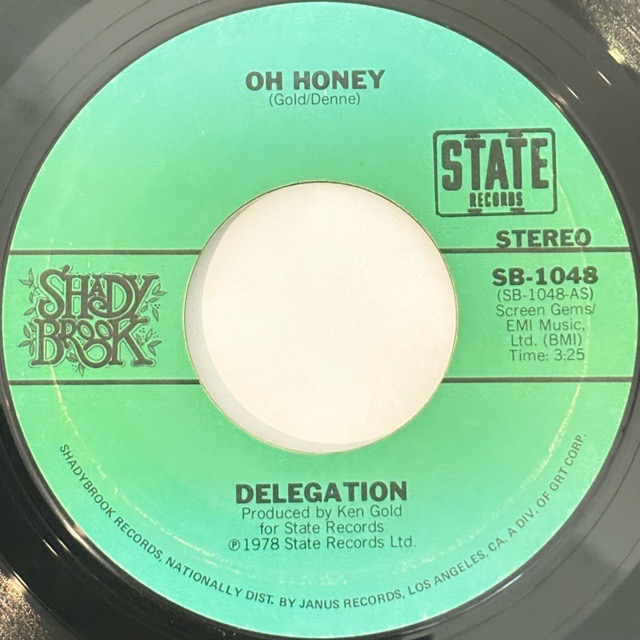 OH HONEY
(Gold/Denne)
STATE
RECORDS
STEREO
SHADY
BROOK
SB-1048
(SB-1048-AS)
Screen Gems/
EMI Music,
Ltd. (BMI)
Time: 3:25
DELEGATION
Produced by Ken Gold
for State Records
℗1978 State Records Ltd.
SHADYBROOK RECORDS, NATIONALLY DIST. BY JANUS RECORDS, LOS ANGELES, CA. A DIV. OF GRT CORP.